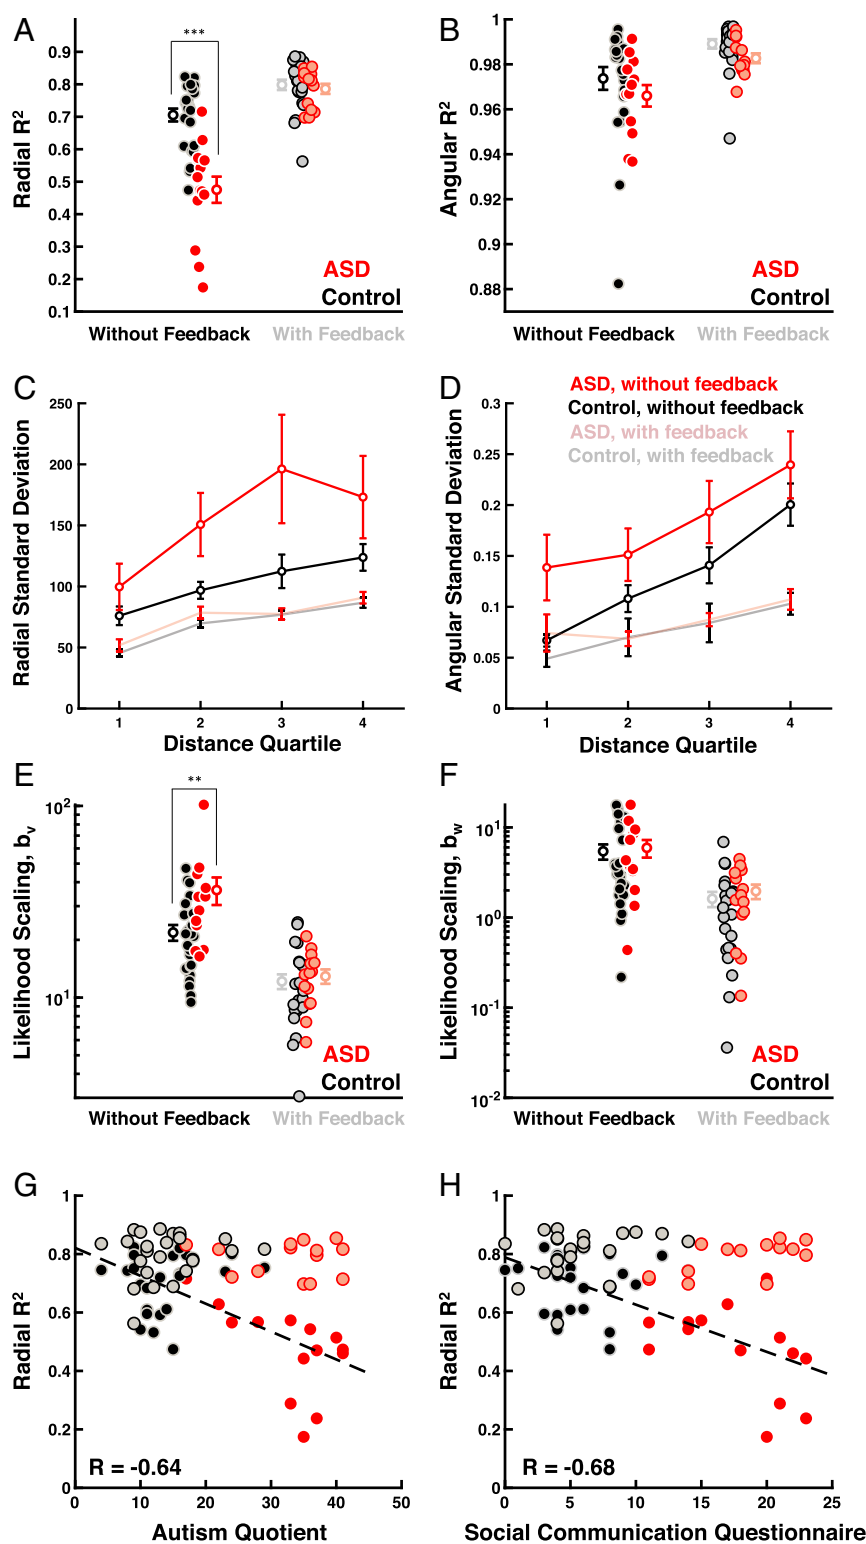 A
***
0.9
0.8
0.7
0.6
0.5
0.4
0.3
0.2
0.1
Radial R²
ASD
Control
Without Feedback
With Feedback
B
1
0.98
0.96
0.94
0.92
0.9
0.88
Angular R²
ASD
Control
Without Feedback
With Feedback
C
250
200
150
100
50
0
Radial Standard Deviation
1 2 3 4
Distance Quartile
D
ASD, without feedback
Control, without feedback
ASD, with feedback
Control, with feedback
0.3
0.25
0.2
0.15
0.1
0.05
0
Angular Standard Deviation
1 2 3 4
Distance Quartile
E
**
10²
10¹
Likelihood Scaling, bᵥ
ASD
Control
Without Feedback
With Feedback
F
10¹
10⁰
10⁻¹
10⁻²
Likelihood Scaling, b_w
ASD
Control
Without Feedback
With Feedback
G
1
0.8
0.6
0.4
0.2
0
Radial R²
R = -0.64
0 10 20 30 40 50
Autism Quotient
H
1
0.8
0.6
0.4
0.2
0
Radial R²
R = -0.68
0 5 10 15 20 25
Social Communication Questionnaire